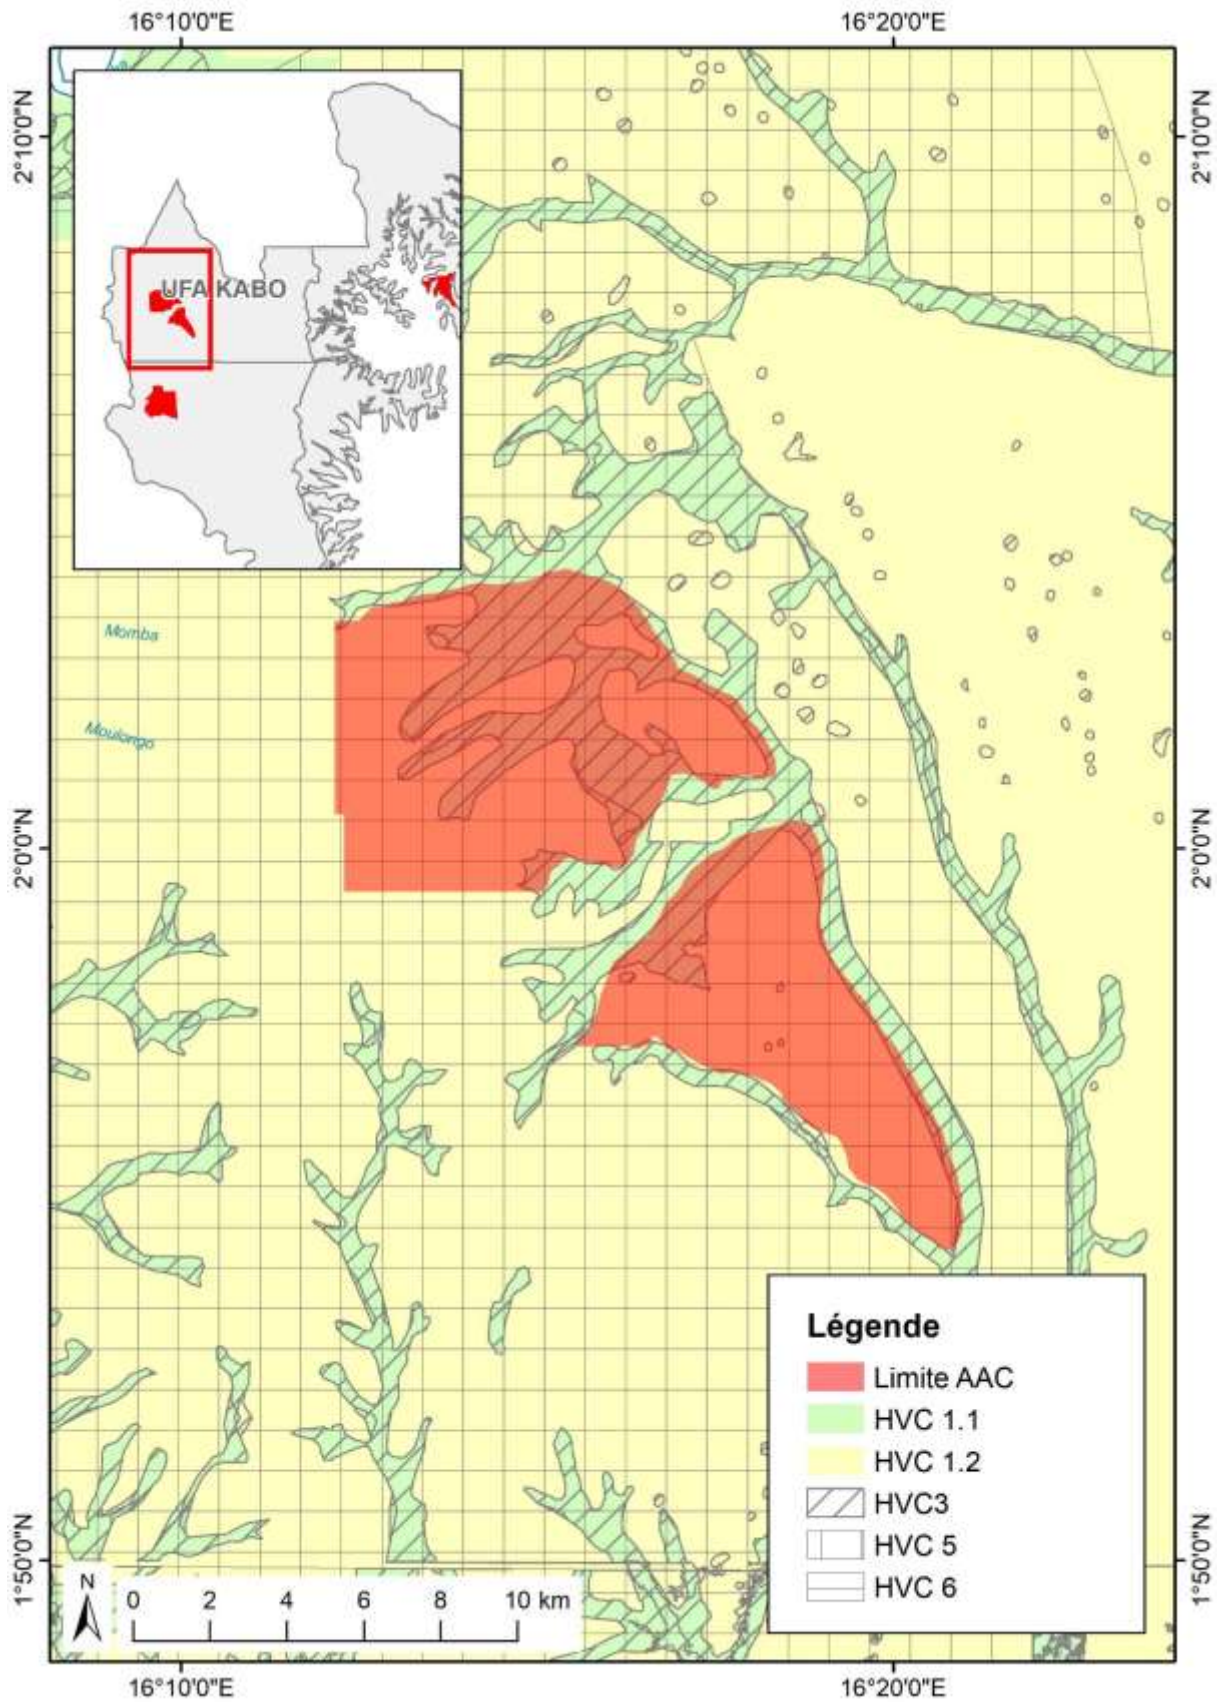 16°10'0"E
16°20'0"E
2°10'0"N
2°10'0"N
UFA KABO
Momba
Moulongo
2°0'0"N
2°0'0"N
Légende
Limite AAC
HVC 1.1
HVC 1.2
HVC3
HVC 5
HVC 6
1°50'0"N
1°50'0"N
N
0 2 4 6 8 10 km
16°10'0"E
16°20'0"E